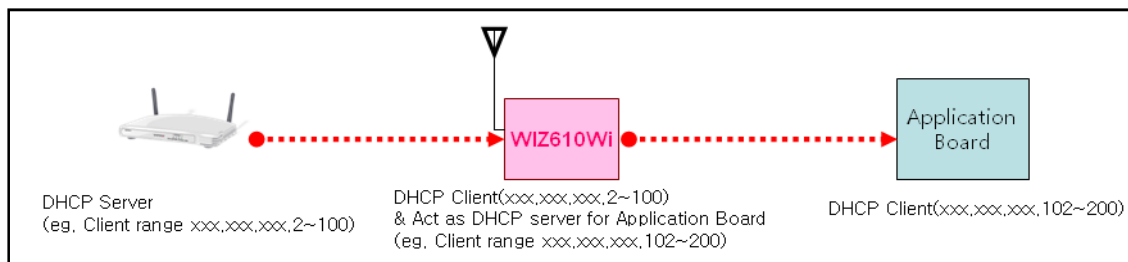 WIZ610Wi
Application
Board
DHCP Server
(eg, Client range xxx,xxx,xxx,2~100)
DHCP Client(xxx,xxx,xxx,2~100)
& Act as DHCP server for Application Board
(eg, Client range xxx,xxx,xxx,102~200)
DHCP Client(xxx,xxx,xxx,102~200)